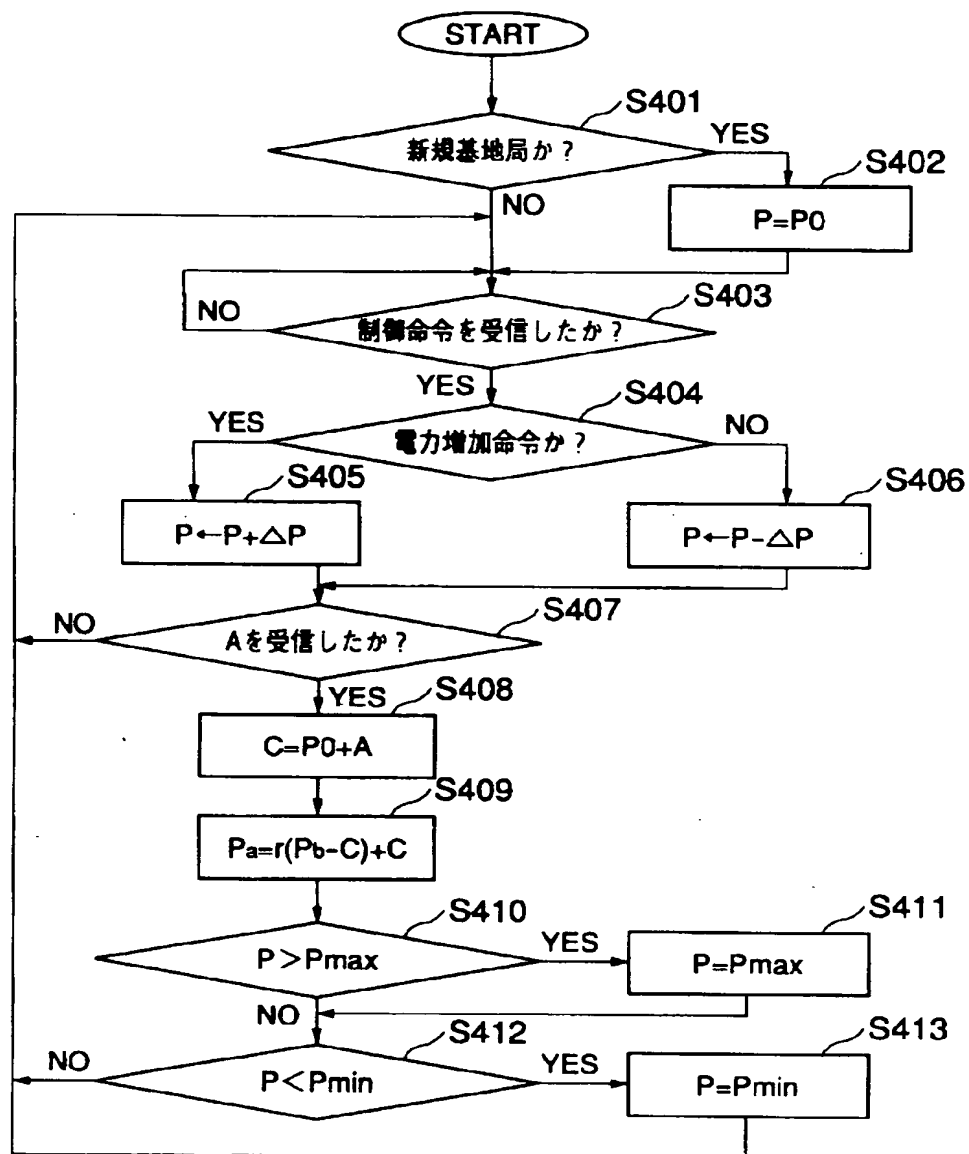 START
S401
新規基地局か?
YES
S402
NO
P=P0
S403
NO
制御命令を受信したか?
YES
S404
YES
電力増加命令か?
NO
S405
S406
P←P+△P
P←P-△P
S407
NO
Aを受信したか?
YES
S408
C=P0+A
S409
Pa=r(Pb-C)+C
S410
S411
P>Pmax
YES
P=Pmax
NO
S412
S413
NO
P<Pmin
YES
P=Pmin